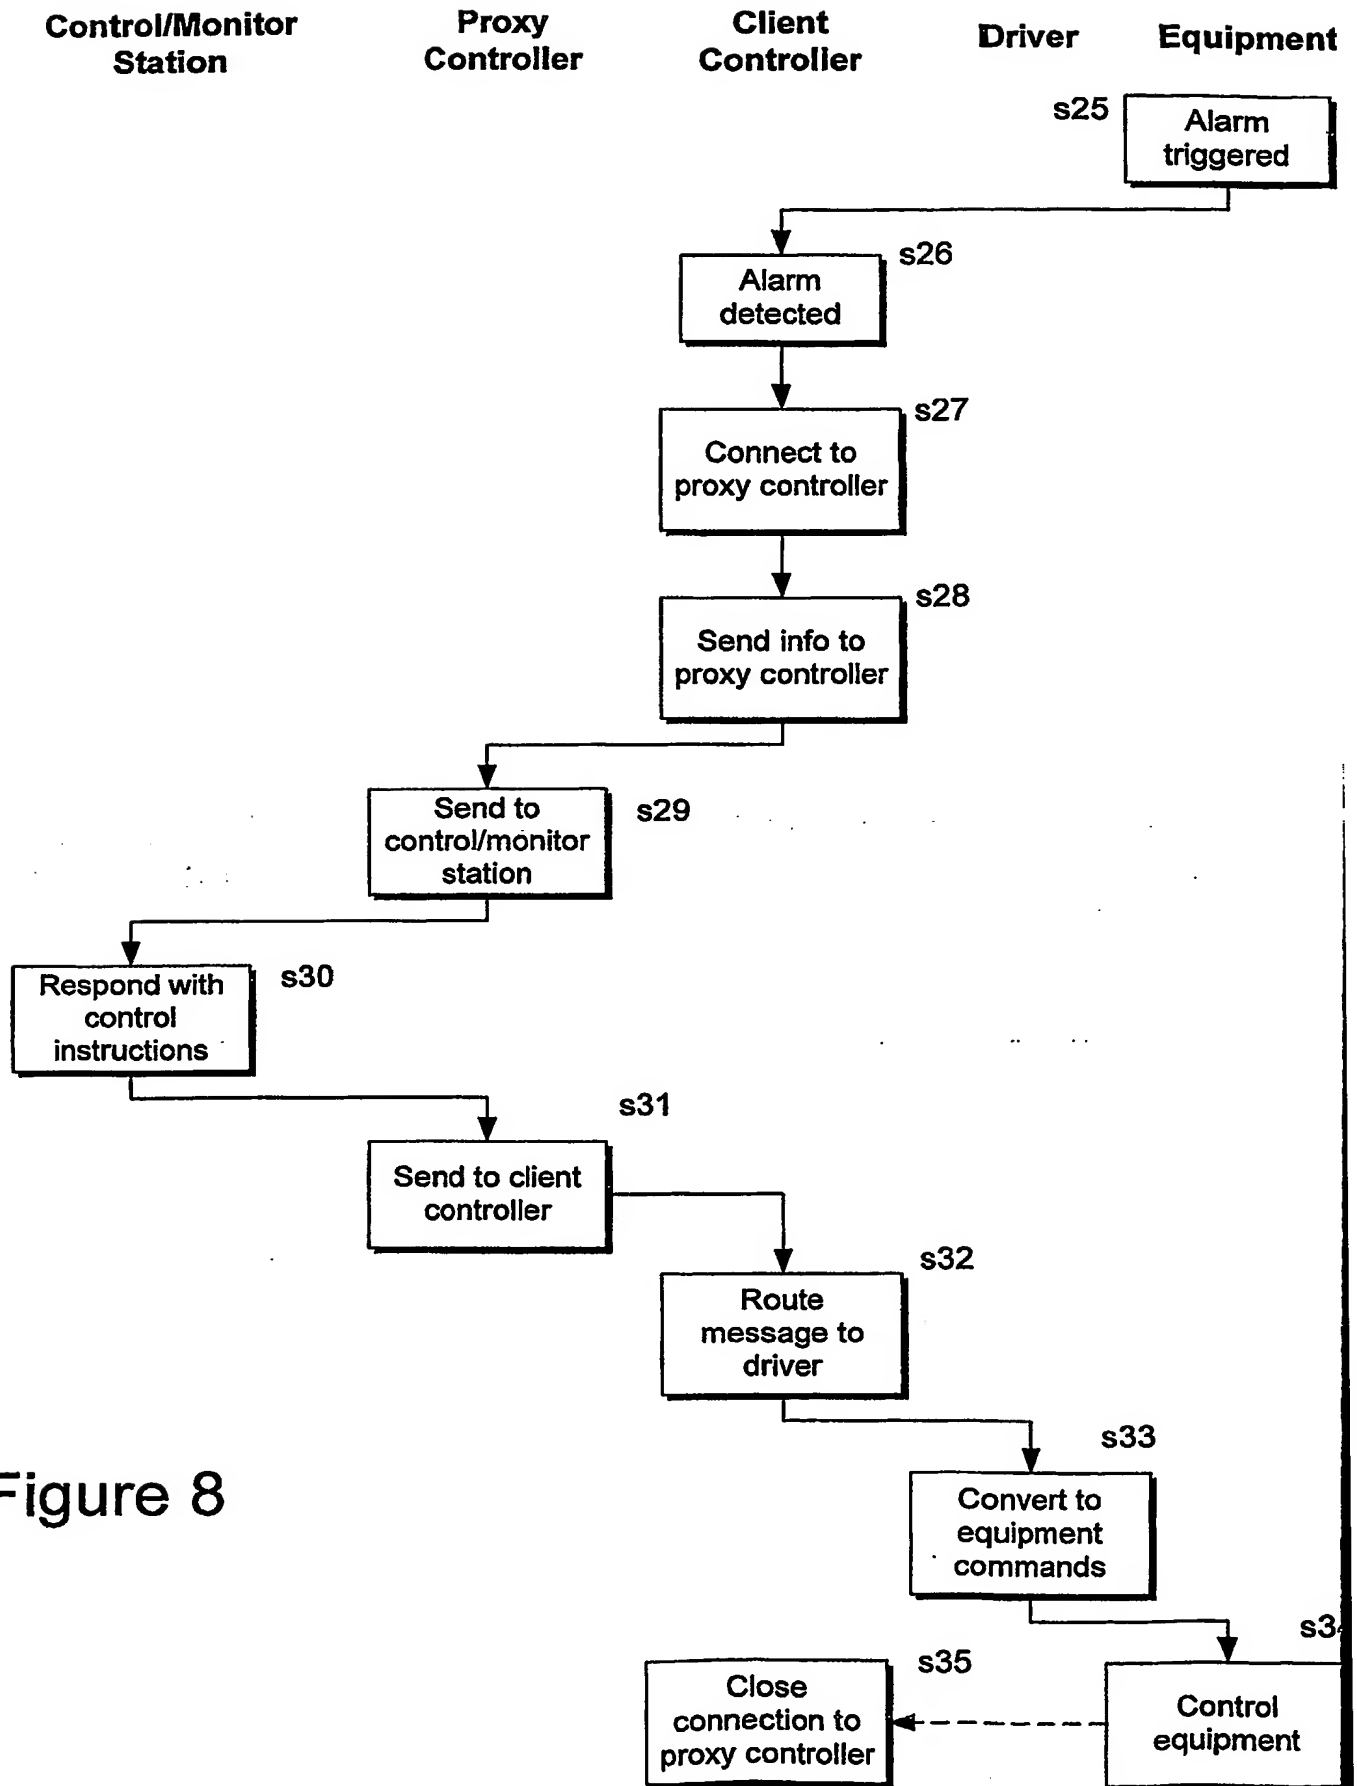 Control/Monitor
Station
Proxy
Controller
Client
Controller
Driver
Equipment
s25
Alarm
triggered
s26
Alarm
detected
s27
Connect to
proxy controller
s28
Send info to
proxy controller
s29
Send to
control/monitor
station
s30
Respond with
control
instructions
s31
Send to client
controller
s32
Route
message to
driver
s33
Convert to
equipment
commands
s34
Control
equipment
s35
Close
connection to
proxy controller
Figure 8